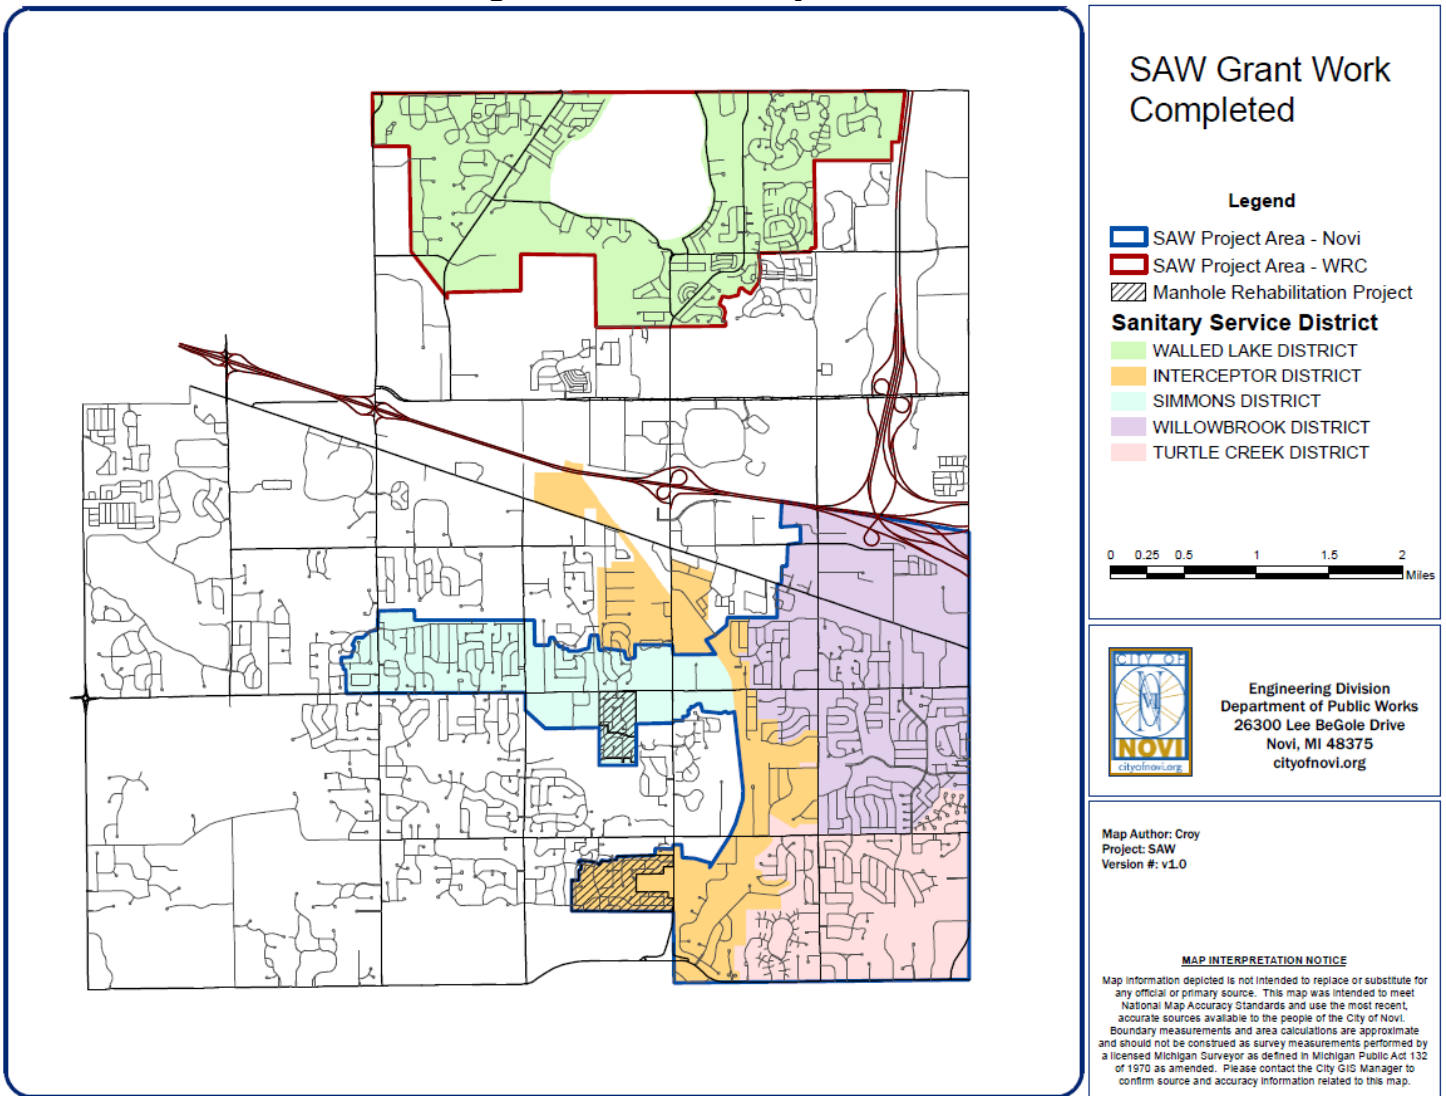 SAW Grant Work
Completed
Legend
SAW Project Area - Novi
SAW Project Area - WRC
Manhole Rehabilitation Project
Sanitary Service District
WALLED LAKE DISTRICT
INTERCEPTOR DISTRICT
SIMMONS DISTRICT
WILLOWBROOK DISTRICT
TURTLE CREEK DISTRICT
0 0.25 0.5 1 1.5 2
Miles
CITY OF
NOVI
cityofnovi.org
Engineering Division
Department of Public Works
26300 Lee BeGole Drive
Novi, MI 48375
cityofnovi.org
Map Author: Croy
Project: SAW
Version #: v1.0
MAP INTERPRETATION NOTICE
Map information depicted is not intended to replace or substitute for
any official or primary source. This map was intended to meet
National Map Accuracy Standards and use the most recent,
accurate sources available to the people of the City of Novi.
Boundary measurements and area calculations are approximate
and should not be construed as survey measurements performed by
a licensed Michigan Surveyor as defined in Michigan Public Act 132
of 1970 as amended. Please contact the City GIS Manager to
confirm source and accuracy information related to this map.